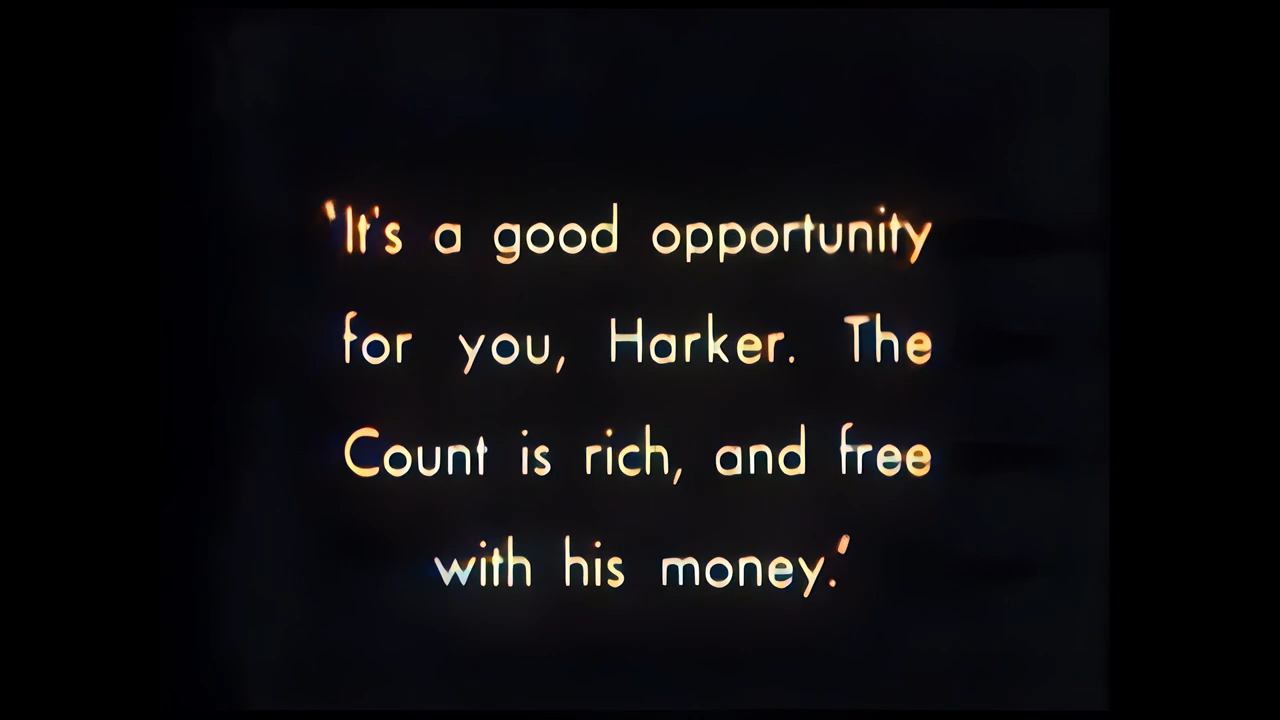 'It's a good opportunity
for you, Harker. The
Count is rich, and free
with his money.'